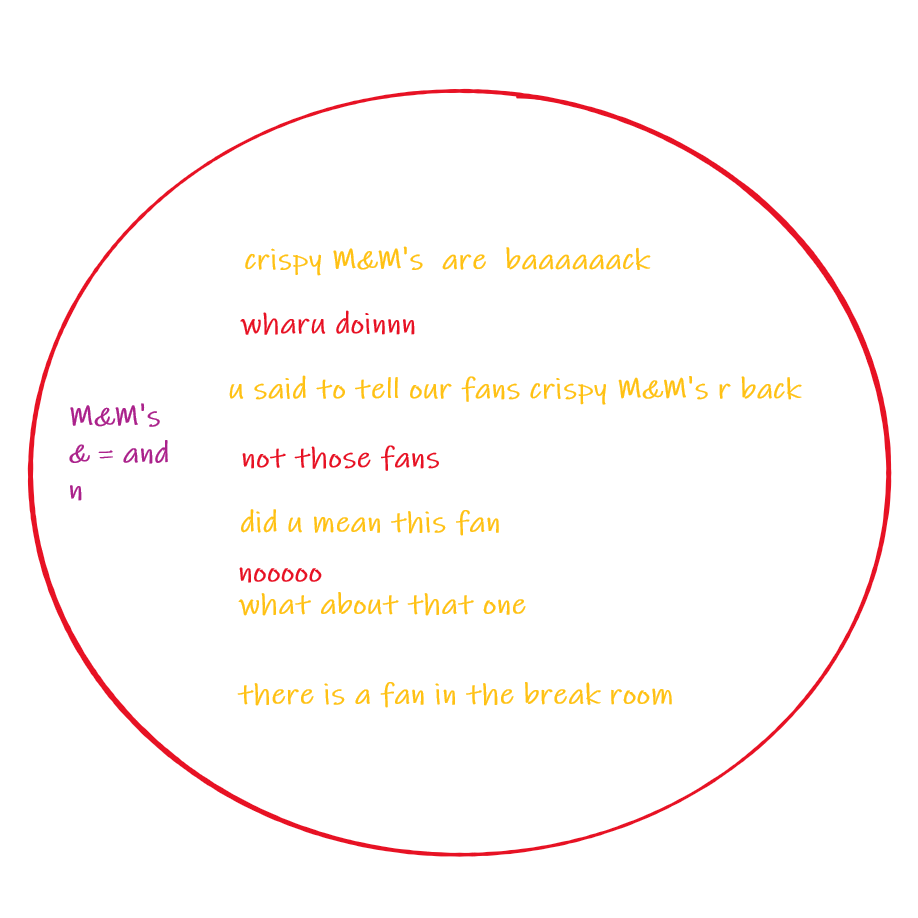 crispy M&M's are baaaaaack
wharu doinnn
u said to tell our fans crispy M&M's r back
M&M's
& = and
n
not those fans
did u mean this fan
nooooo
what about that one
there is a fan in the break room